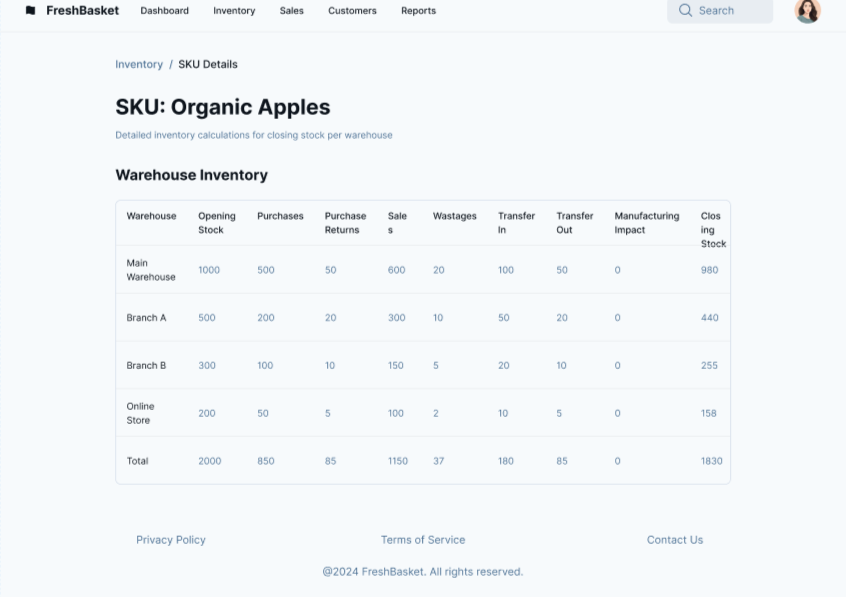 FreshBasket Dashboard Inventory Sales Customers Reports Search
Inventory / SKU Details
SKU: Organic Apples
Detailed inventory calculations for closing stock per warehouse
Warehouse Inventory
Warehouse Opening Stock Purchases Purchase Returns Sale s Wastages Transfer In Transfer Out Manufacturing Impact Clos ing Stock
Main Warehouse 1000 500 50 600 20 100 50 0 980
Branch A 500 200 20 300 10 50 20 0 440
Branch B 300 100 10 150 5 20 10 0 255
Online Store 200 50 5 100 2 10 5 0 158
Total 2000 850 85 1150 37 180 85 0 1830
Privacy Policy Terms of Service Contact Us
@2024 FreshBasket. All rights reserved.